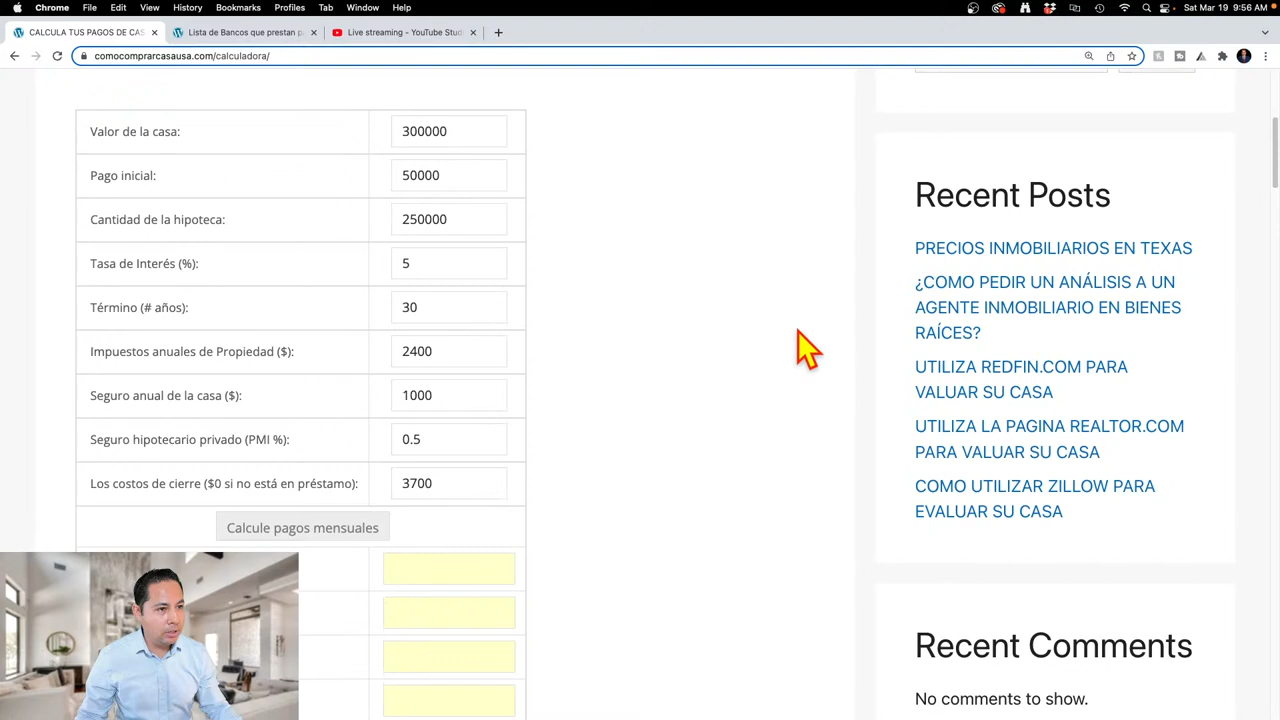 Chrome File Edit View History Bookmarks Profiles Tab Window Help Sat Mar 19 9:56 AM
CALCULA TUS PAGOS DE CAS
Lista de Bancos que prestan p
Live streaming - YouTube Stud
comocomprarcasausa.com/calculadora/
Valor de la casa: 300000
Pago inicial: 50000
Cantidad de la hipoteca: 250000
Tasa de Interés (%): 5
Término (# años): 30
Impuestos anuales de Propiedad ($): 2400
Seguro anual de la casa ($): 1000
Seguro hipotecario privado (PMI %): 0.5
Los costos de cierre ($0 si no está en préstamo): 3700
Calcule pagos mensuales
Recent Posts
PRECIOS INMOBILIARIOS EN TEXAS
¿COMO PEDIR UN ANÁLISIS A UN
AGENTE INMOBILIARIO EN BIENES
RAÍCES?
UTILIZA REDFIN.COM PARA
VALUAR SU CASA
UTILIZA LA PAGINA REALTOR.COM
PARA VALUAR SU CASA
COMO UTILIZAR ZILLOW PARA
EVALUAR SU CASA
Recent Comments
No comments to show.